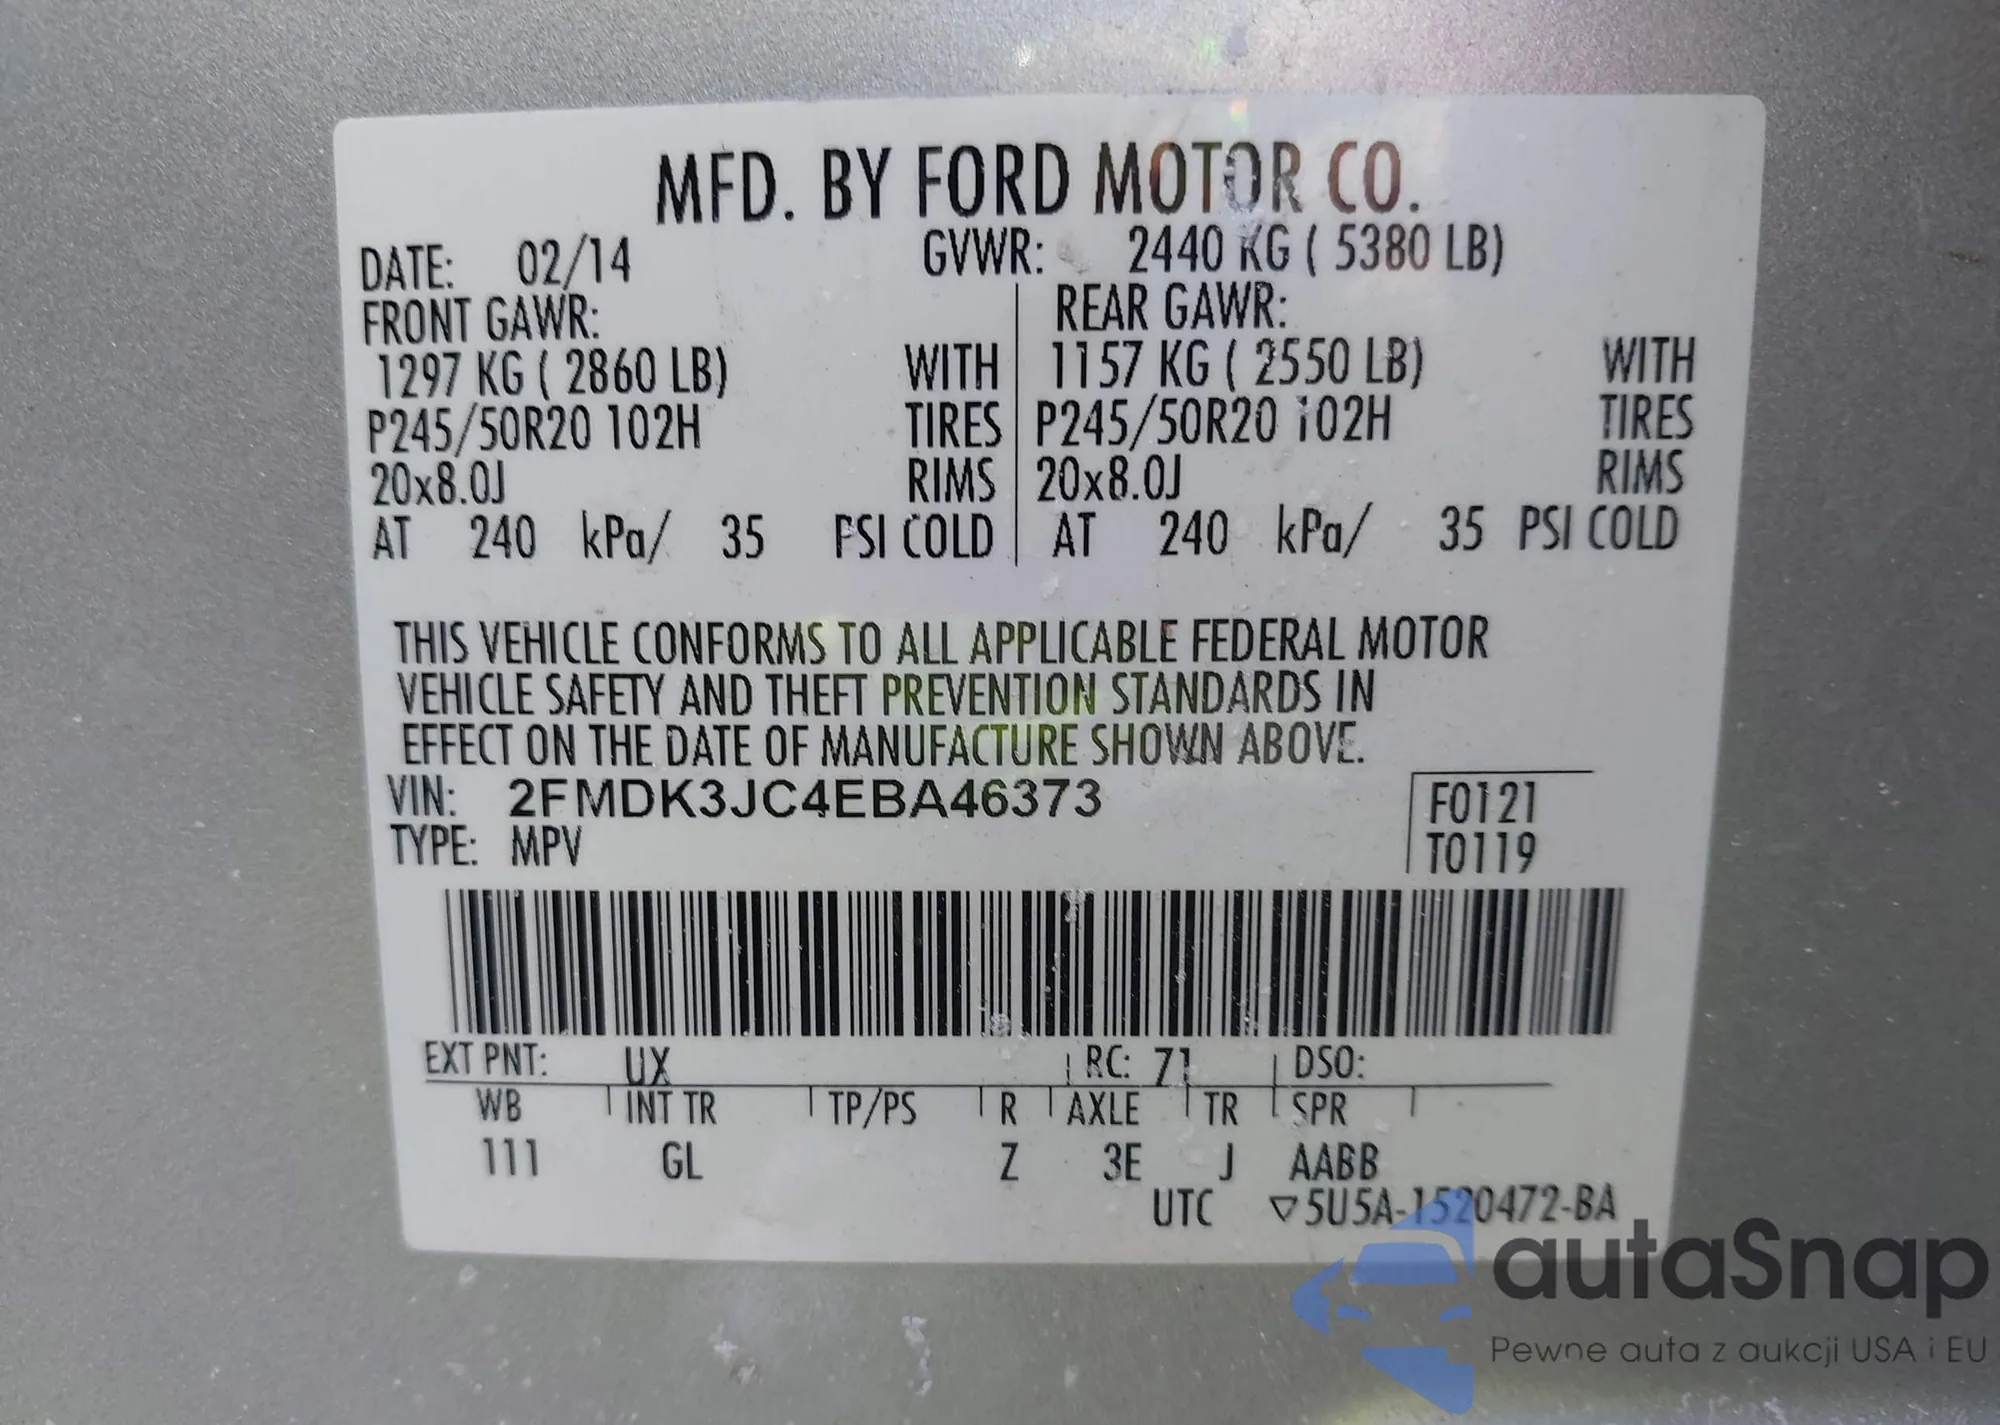 MFD. BY FORD MOTOR CO.
DATE: 02/14 GVWR: 2440 KG ( 5380 LB)
FRONT GAWR: REAR GAWR:
1297 KG ( 2860 LB) WITH 1157 KG ( 2550 LB) WITH
P245/50R20 102H TIRES P245/50R20 102H TIRES
20x8.0J RIMS 20x8.0J RIMS
AT 240 kPa/ 35 PSI COLD AT 240 kPa/ 35 PSI COLD
THIS VEHICLE CONFORMS TO ALL APPLICABLE FEDERAL MOTOR
VEHICLE SAFETY AND THEFT PREVENTION STANDARDS IN
EFFECT ON THE DATE OF MANUFACTURE SHOWN ABOVE.
VIN: 2FMDK3JC4EBA46373 F0121
TYPE: MPV T0119
EXT PNT: UX RC: 71 DSO:
WB INT TR TP/PS R AXLE TR SPR
111 GL Z 3E J AABB
UTC ▽5U5A-1520472-BA
autaSnap
Pewne auta z aukcji USA i EU